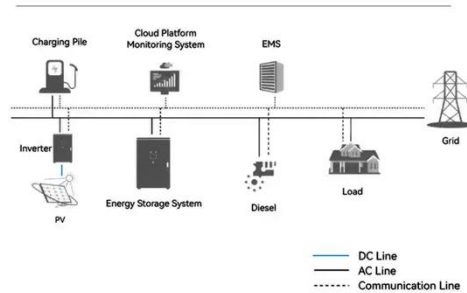 Charging Pile
Cloud Platform
Monitoring System
EMS
Grid
Inverter
PV
Energy Storage System
Diesel
Load
DC Line
AC Line
Communication Line